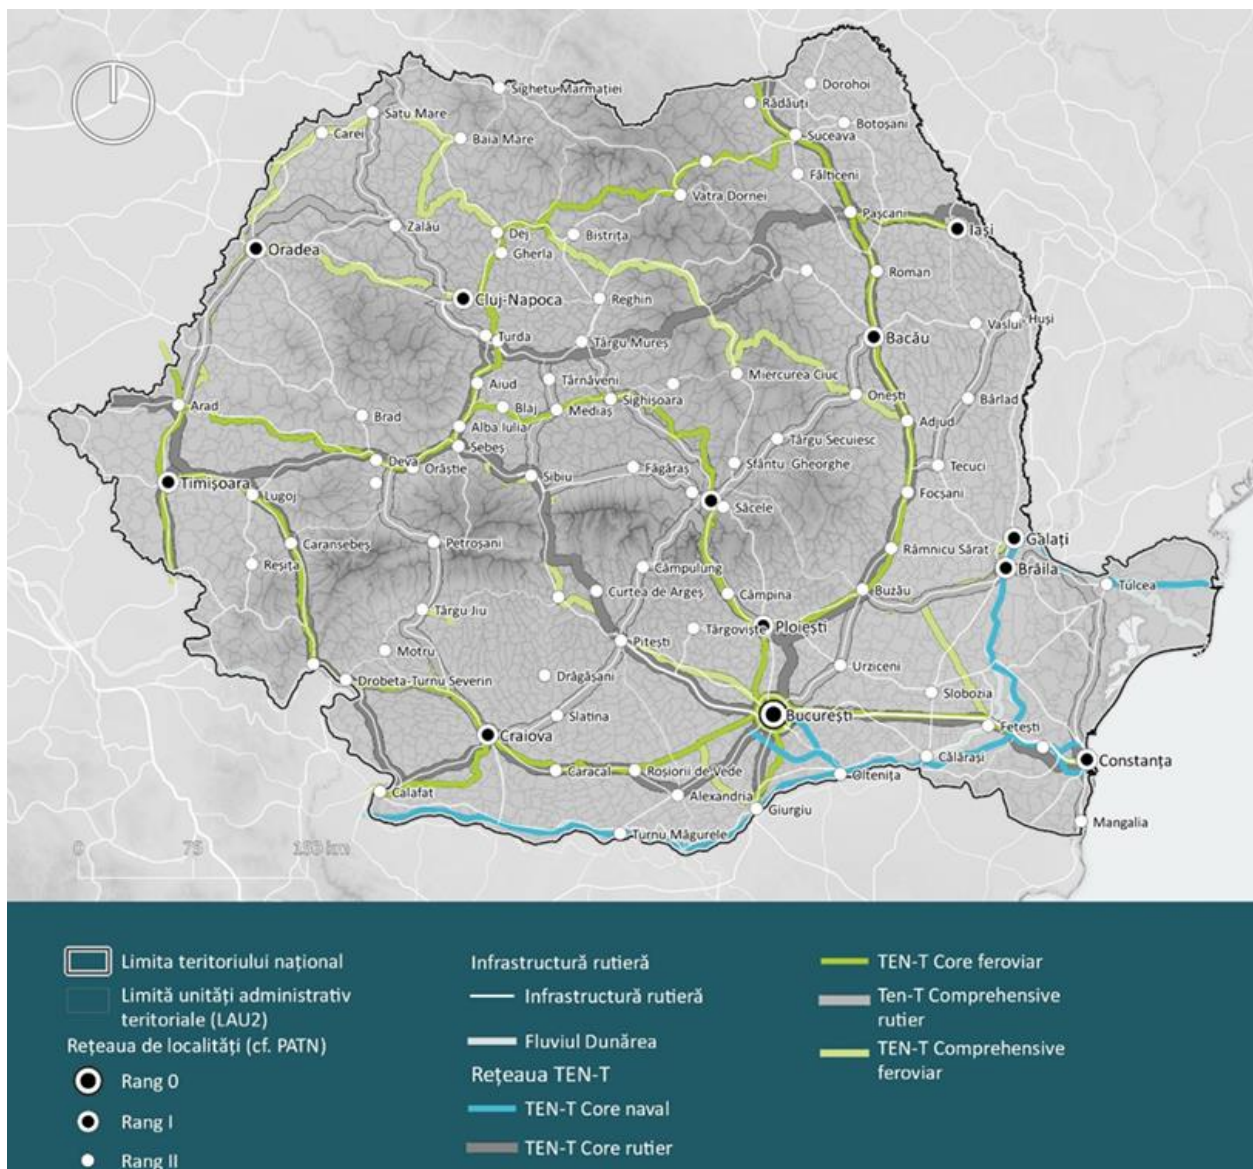 Sighetu-Marmației
Dorohoi
Rădăuți
Satu Mare
Botoșani
Carei
Baia Mare
Suceava
Fălticeni
Vatra Dornei
Pașcani
Zalău
Dej
Bistrița
Iași
Oradea
Gherla
Roman
Cluj-Napoca
Reghin
Vaslui
Huși
Turda
Târgu Mureș
Bacău
Miercurea Ciuc
Aiud
Târnăveni
Onești
Arad
Brad
Blaj
Mediaș
Sighișoara
Bârlad
Alba Iulia
Adjud
Sebeș
Târgu Secuiesc
Deva
Orăștie
Făgăraș
Sfântu Gheorghe
Tecuci
Timișoara
Sibiu
Lugoj
Focșani
Săcele
Caransebeș
Petroșani
Galați
Râmnicu Sărat
Reșița
Câmpulung
Brăila
Tulcea
Curtea de Argeș
Câmpina
Buzău
Târgu Jiu
Târgoviște
Ploiești
Pitești
Motru
Urziceni
Drobeta-Turnu Severin
Drăgășani
Slobozia
Slatina
București
Fetești
Craiova
Călărași
Constanța
Caracal
Roșiorii de-Vede
Oltenița
Calafat
Alexandria
Giurgiu
Turnu Măgurele
Mangalia
0 75 150 km
Limita teritoriului național
Limită unități administrativ
teritoriale (LAU2)
Rețeaua de localități (cf. PATN)
Rang 0
Rang I
Rang II
Infrastructură rutieră
Infrastructură rutieră
Fluviul Dunărea
Rețeaua TEN-T
TEN-T Core naval
TEN-T Core rutier
TEN-T Core feroviar
Ten-T Comprehensive
rutier
TEN-T Comprehensive
feroviar